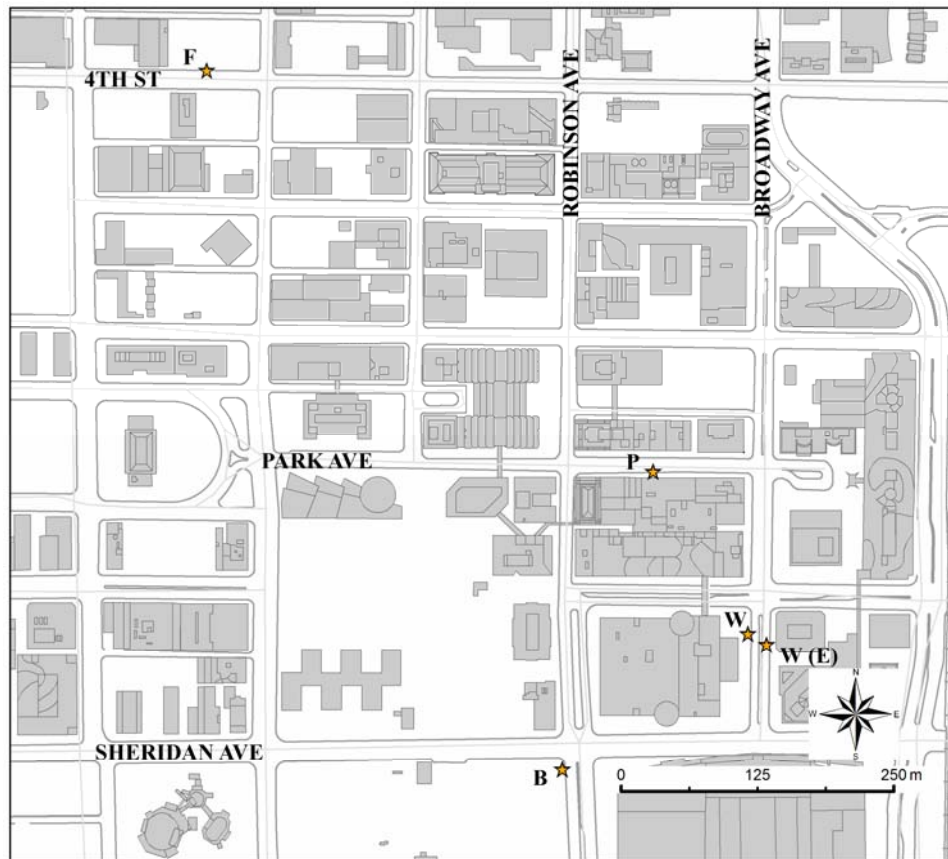 F
4TH ST
ROBINSON AVE
BROADWAY AVE
PARK AVE
P
W
W (E)
N
W
E
S
SHERIDAN AVE
B
0
125
250 m